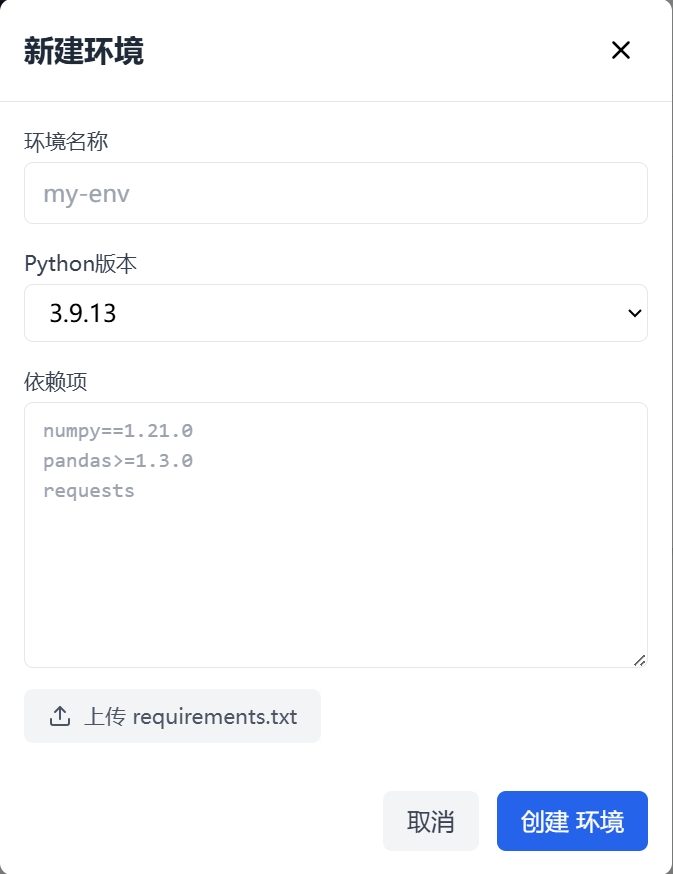 新建环境
环境名称
my-env
Python版本
3.9.13
依赖项
numpy==1.21.0
pandas>=1.3.0
requests
上传 requirements.txt
取消
创建 环境